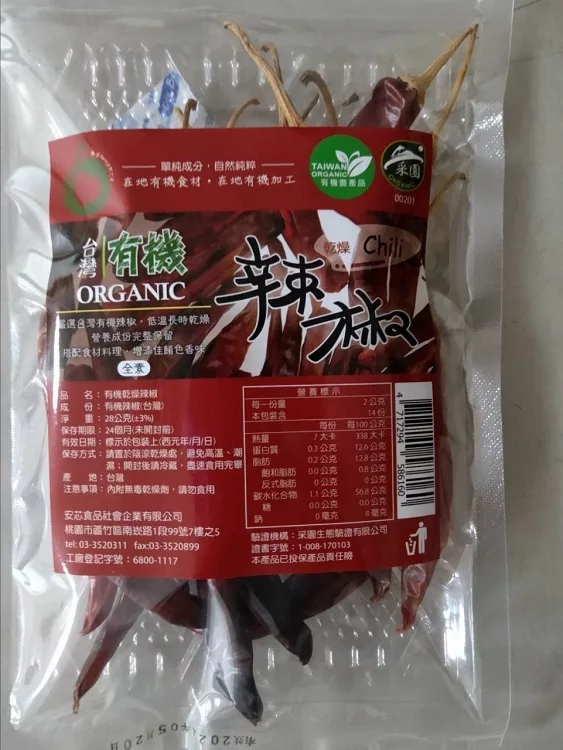 單純成分，自然純粹
在地有機食材・在地有機加工
TAIWAN
ORGANIC
有機農產品
采園
ORGANIC
00201
台灣
有機
ORGANIC
乾燥 Chili
辣椒
嚴選台灣有機辣椒，低溫長時乾燥
營養成份完整保留
搭配食材料理，增添佳餚色香味
全素
品　名：有機乾燥辣椒
成　份：有機辣椒(台灣)
淨　重：28公克(±3%)
保存期限：24個月(未開封前)
有效日期：標示於包裝上(西元年/月/日)
保存方式：請置於陰涼乾燥處，避免高溫、潮
濕；開封後請冷藏，盡速食用完畢
產　地：台灣
注意事項：內附無毒乾燥劑，請勿食用
安芯食品社會企業有限公司
桃園市蘆竹區南崁路1段99號7樓之5
tel: 03-3520311 fax:03-3520899
工廠登記字號：6800-1117
營養標示
每一份量 2公克
本包裝含 14份
每份 每100公克
熱量 7大卡 338大卡
蛋白質 0.3公克 12.6公克
脂肪 0.2公克 12.8公克
飽和脂肪 0.0公克 0.8公克
反式脂肪 0公克 0公克
碳水化合物 1.1公克 56.8公克
糖 0.0公克 0.0公克
鈉 0毫克 8毫克
驗證機構：采園生態驗證有限公司
證書字號：1-008-170103
本產品已投保產品責任險
4 717294 586160